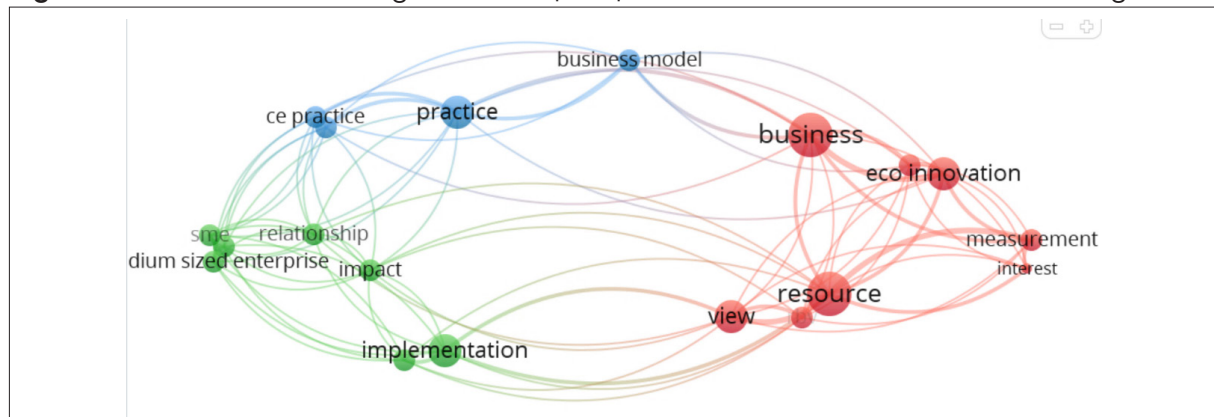 business model
ce practice
practice
business
eco innovation
sme
relationship
measurement
dium sized enterprise
impact
interest
resource
view
implementation